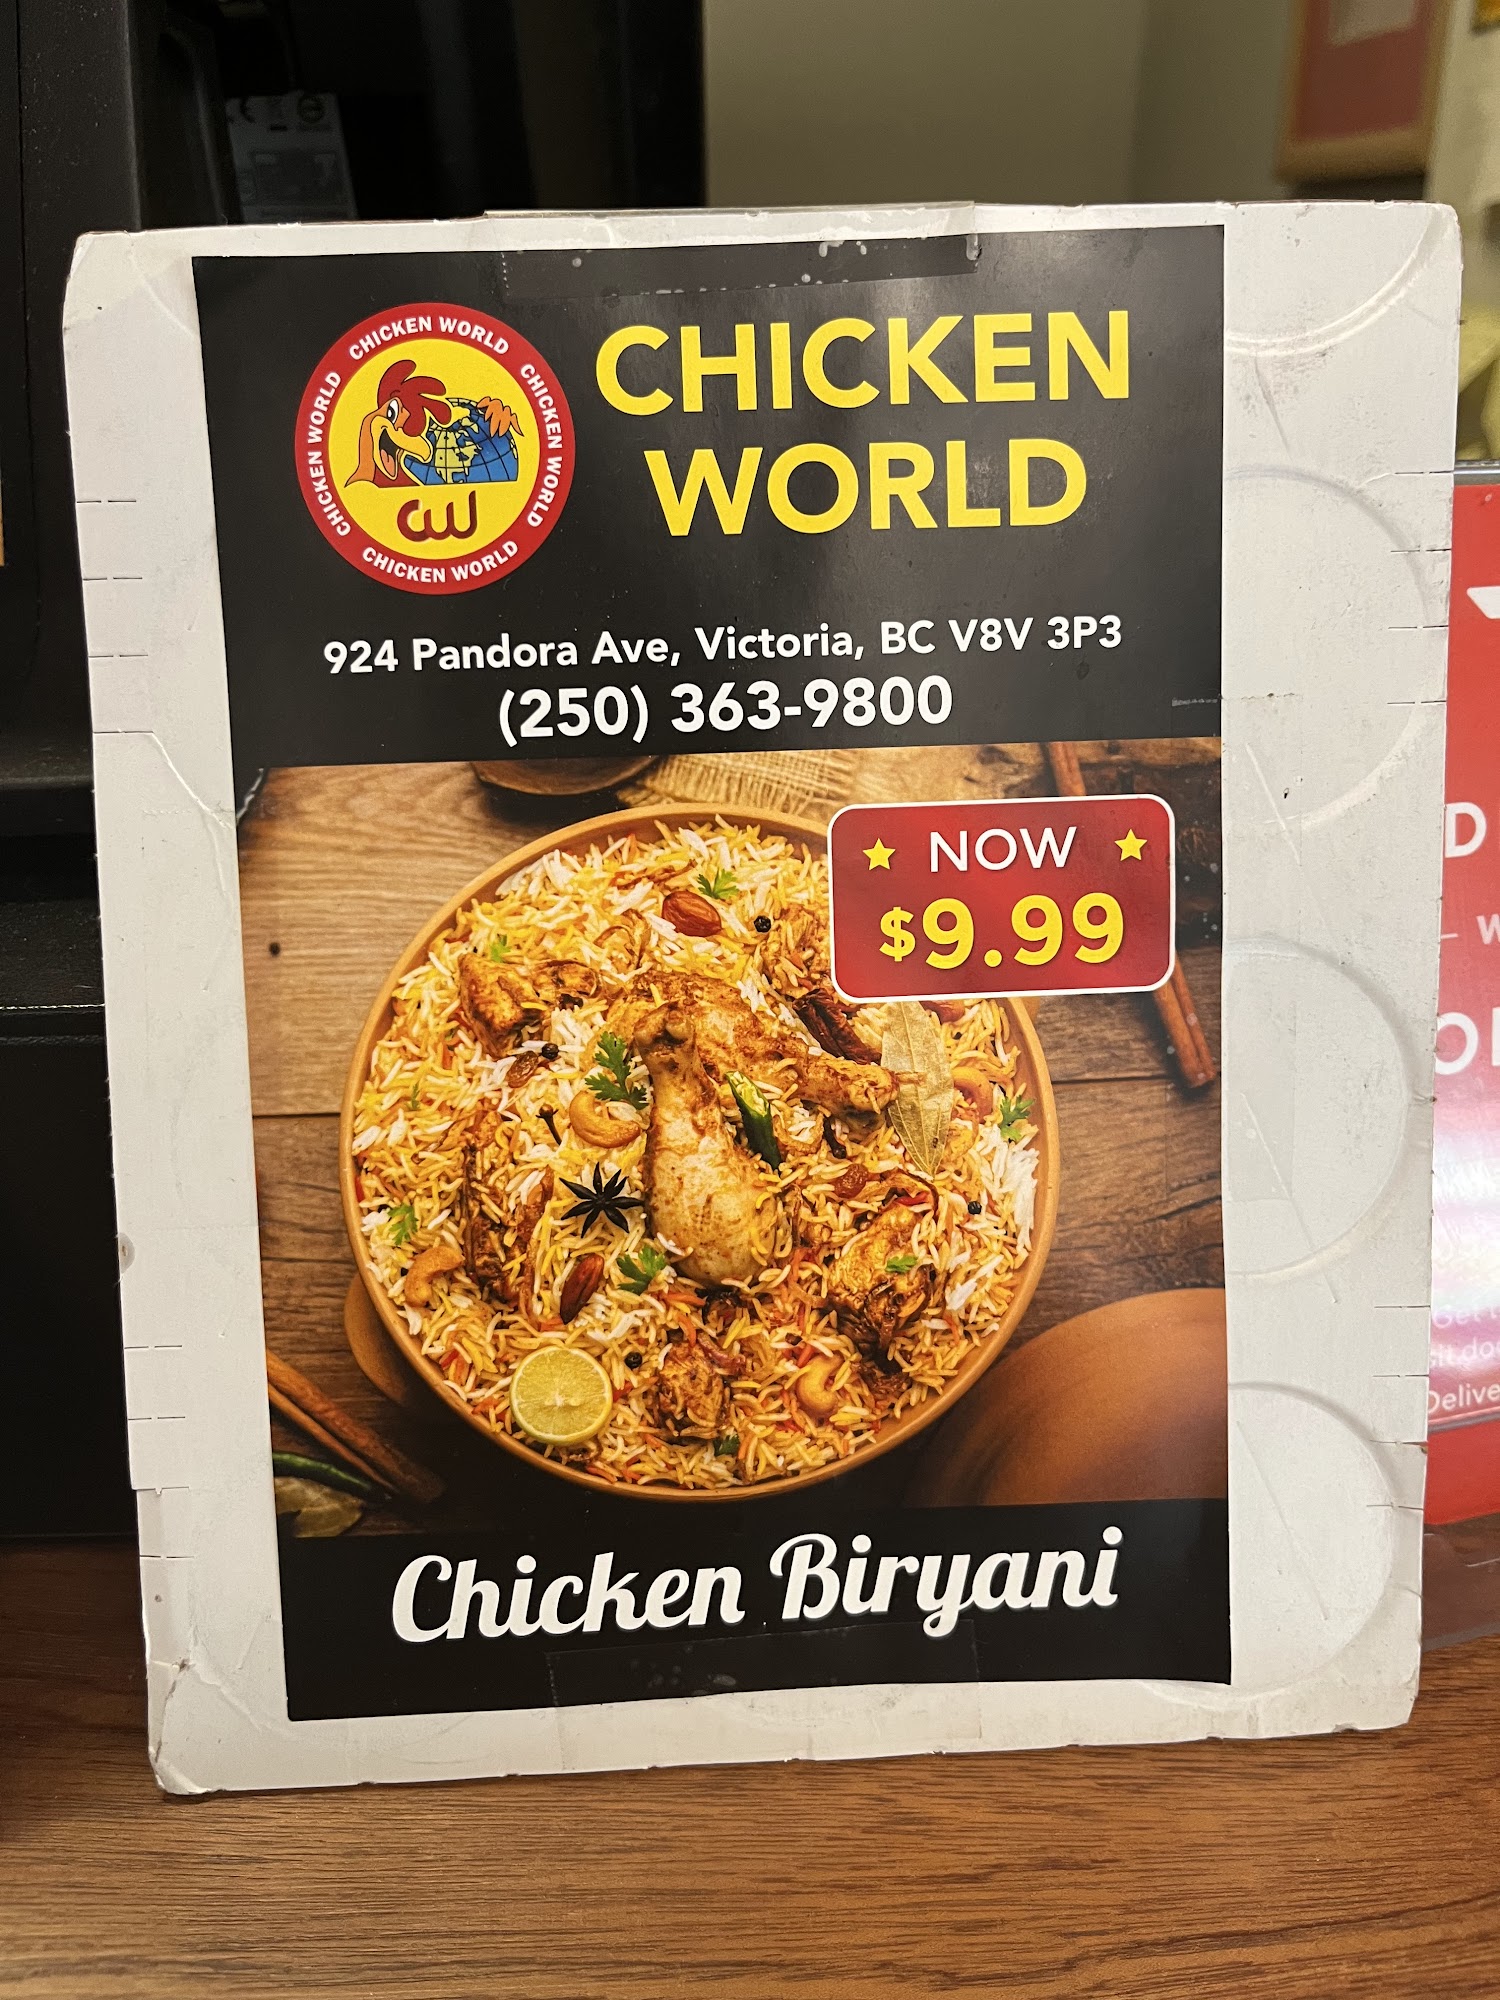 CHICKEN WORLD
CHICKEN WORLD
CHICKEN WORLD
CHICKEN WORLD
CW
CHICKEN
WORLD
924 Pandora Ave, Victoria, BC V8V 3P3
(250) 363-9800
NOW
$9.99
Chicken Biryani